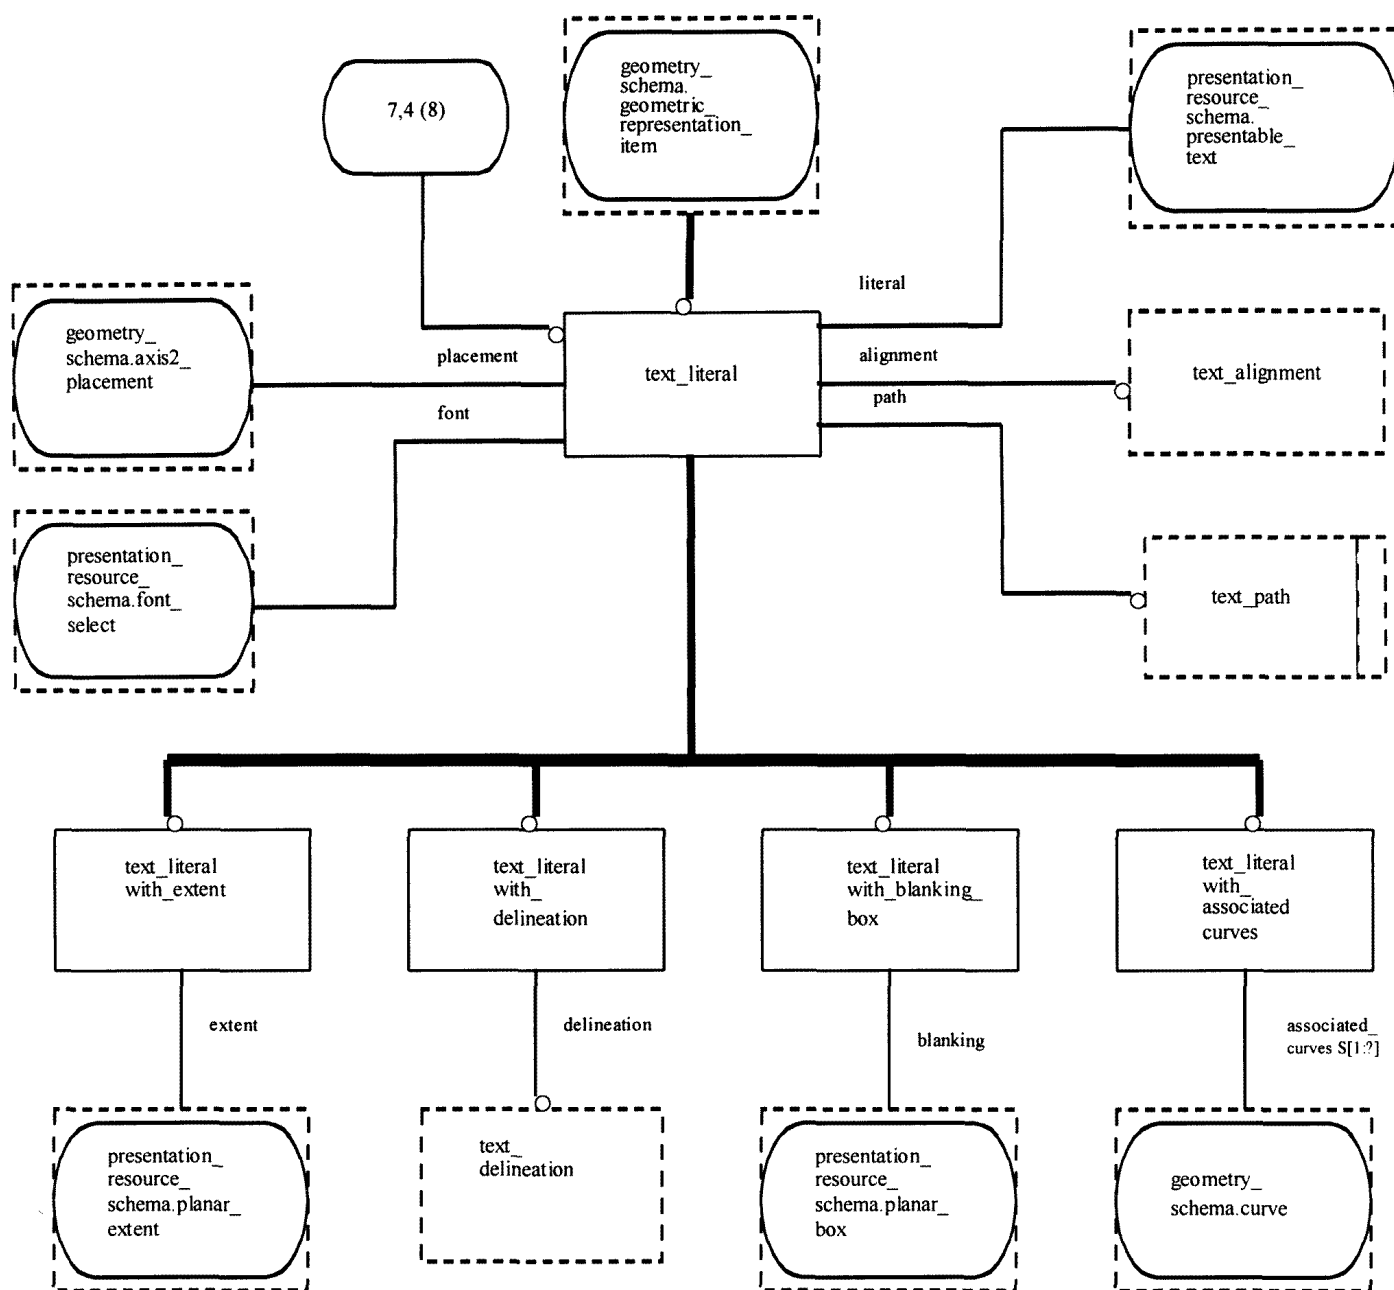 7,4 (8)
geometry_
schema.
geometric_
representation_
item
presentation_
resource_
schema.
presentable_
text
literal
geometry_
schema.axis2_
placement
placement
text_literal
alignment
text_alignment
font
path
presentation_
resource_
schema.font_
select
text_path
text_literal
with_extent
text_literal
with_
delineation
text_literal
with_blanking_
box
text_literal
with_
associated
curves
extent
delineation
blanking
associated_
curves S[1:?]
presentation_
resource_
schema.planar_
extent
text_
delineation
presentation_
resource_
schema.planar_
box
geometry_
schema.curve